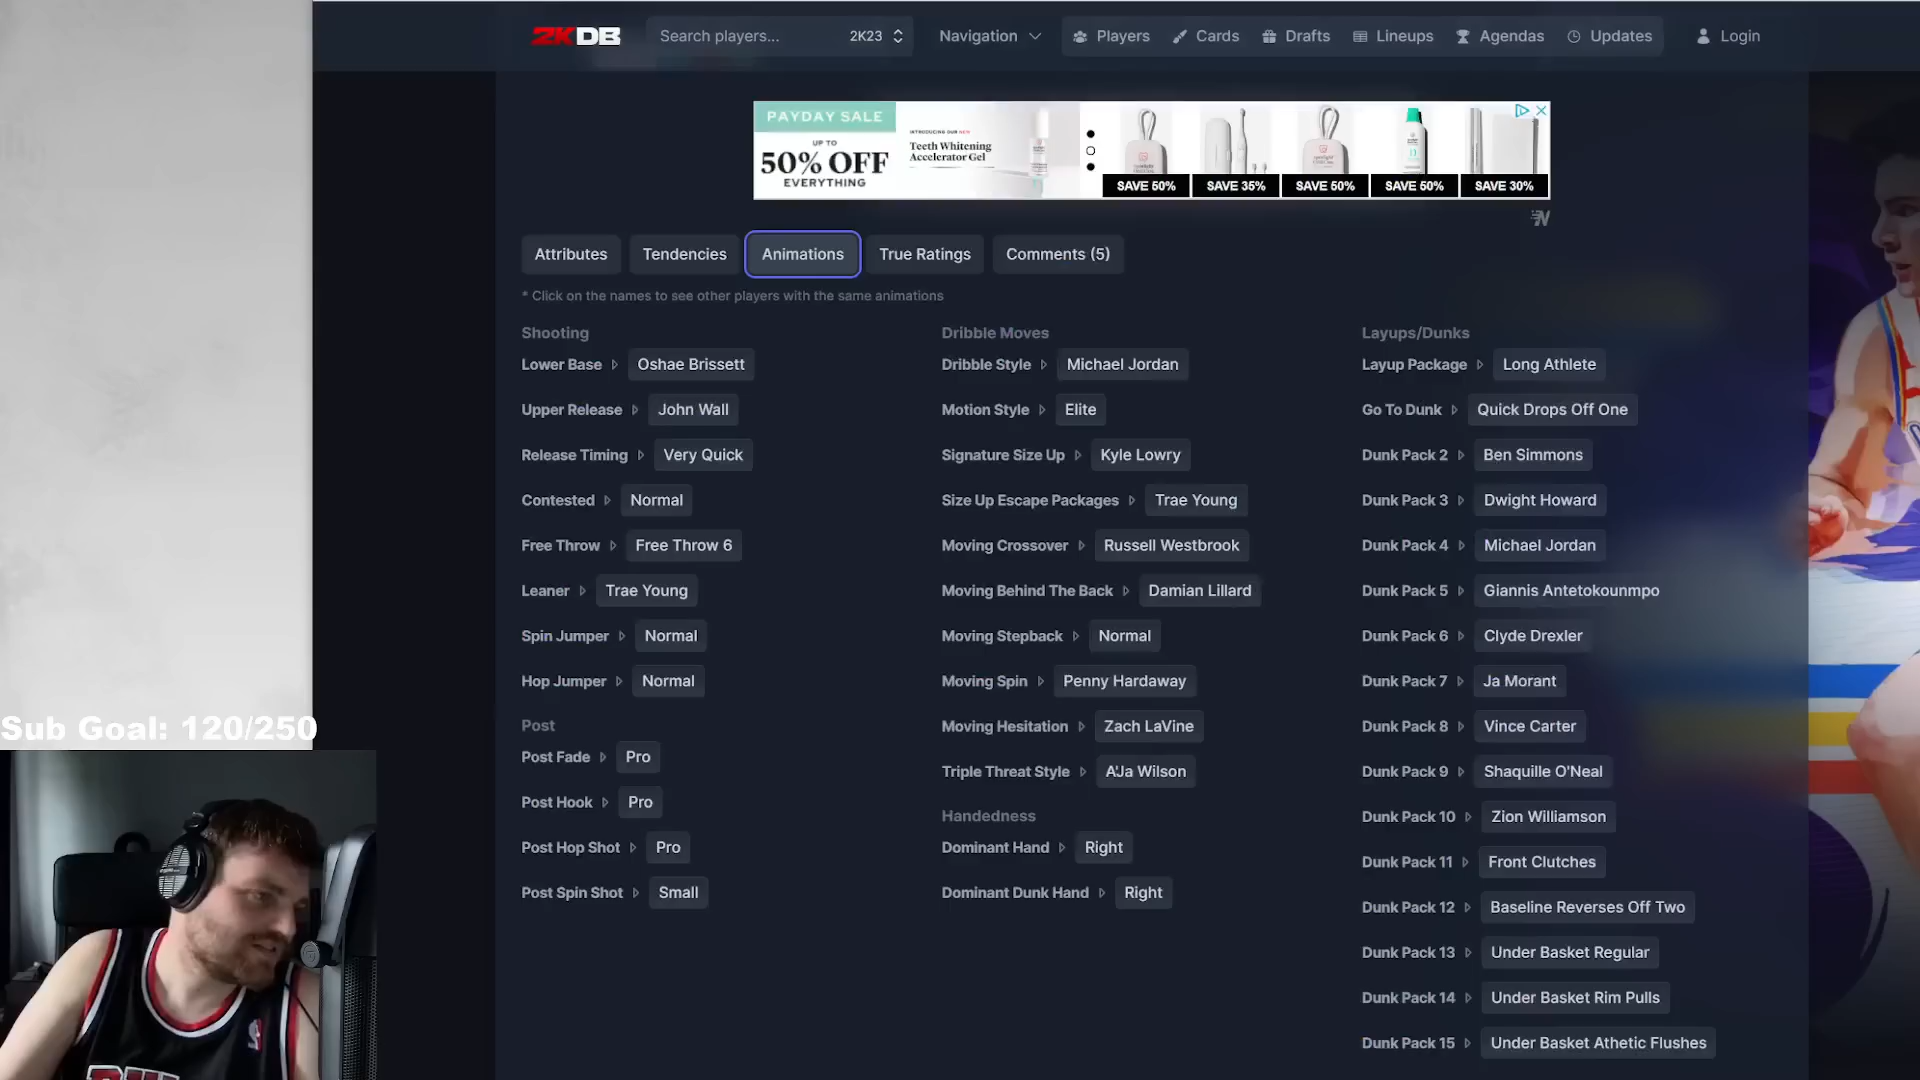 2KDB
Search players...
2K23
Navigation
Players
Cards
Drafts
Lineups
Agendas
Updates
Login
PAYDAY SALE
UP TO
50% OFF
EVERYTHING
INTRODUCING OUR NEW
Teeth Whitening
Accelerator Gel
SAVE 50%
SAVE 35%
SAVE 50%
SAVE 50%
SAVE 30%
Attributes
Tendencies
Animations
True Ratings
Comments (5)
* Click on the names to see other players with the same animations
Shooting
Lower Base Oshae Brissett
Upper Release John Wall
Release Timing Very Quick
Contested Normal
Free Throw Free Throw 6
Leaner Trae Young
Spin Jumper Normal
Hop Jumper Normal
Post
Post Fade Pro
Post Hook Pro
Post Hop Shot Pro
Post Spin Shot Small
Dribble Moves
Dribble Style Michael Jordan
Motion Style Elite
Signature Size Up Kyle Lowry
Size Up Escape Packages Trae Young
Moving Crossover Russell Westbrook
Moving Behind The Back Damian Lillard
Moving Stepback Normal
Moving Spin Penny Hardaway
Moving Hesitation Zach LaVine
Triple Threat Style A'Ja Wilson
Handedness
Dominant Hand Right
Dominant Dunk Hand Right
Layups/Dunks
Layup Package Long Athlete
Go To Dunk Quick Drops Off One
Dunk Pack 2 Ben Simmons
Dunk Pack 3 Dwight Howard
Dunk Pack 4 Michael Jordan
Dunk Pack 5 Giannis Antetokounmpo
Dunk Pack 6 Clyde Drexler
Dunk Pack 7 Ja Morant
Dunk Pack 8 Vince Carter
Dunk Pack 9 Shaquille O'Neal
Dunk Pack 10 Zion Williamson
Dunk Pack 11 Front Clutches
Dunk Pack 12 Baseline Reverses Off Two
Dunk Pack 13 Under Basket Regular
Dunk Pack 14 Under Basket Rim Pulls
Dunk Pack 15 Under Basket Athetic Flushes
Sub Goal: 120/250